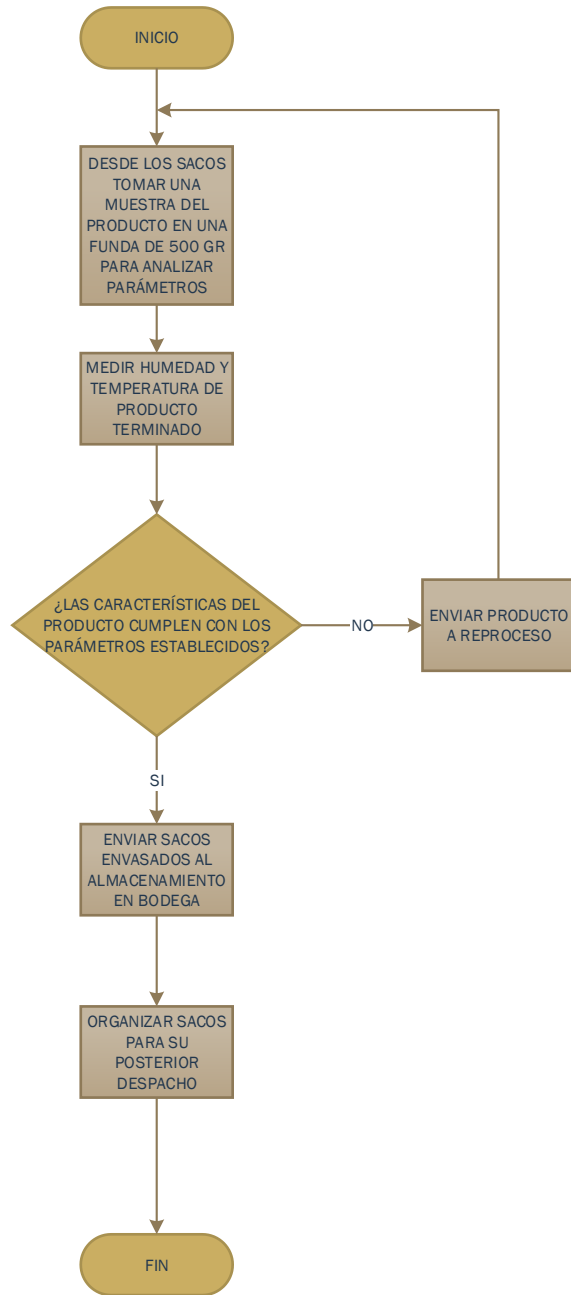 INICIO
DESDE LOS SACOS
TOMAR UNA
MUESTRA DEL
PRODUCTO EN UNA
FUNDA DE 500 GR
PARA ANALIZAR
PARÁMETROS
MEDIR HUMEDAD Y
TEMPERATURA DE
PRODUCTO
TERMINADO
¿LAS CARACTERÍSTICAS DEL
PRODUCTO CUMPLEN CON LOS
PARÁMETROS ESTABLECIDOS?
NO
ENVIAR PRODUCTO
A REPROCESO
SI
ENVIAR SACOS
ENVASADOS AL
ALMACENAMIENTO
EN BODEGA
ORGANIZAR SACOS
PARA SU
POSTERIOR
DESPACHO
FIN